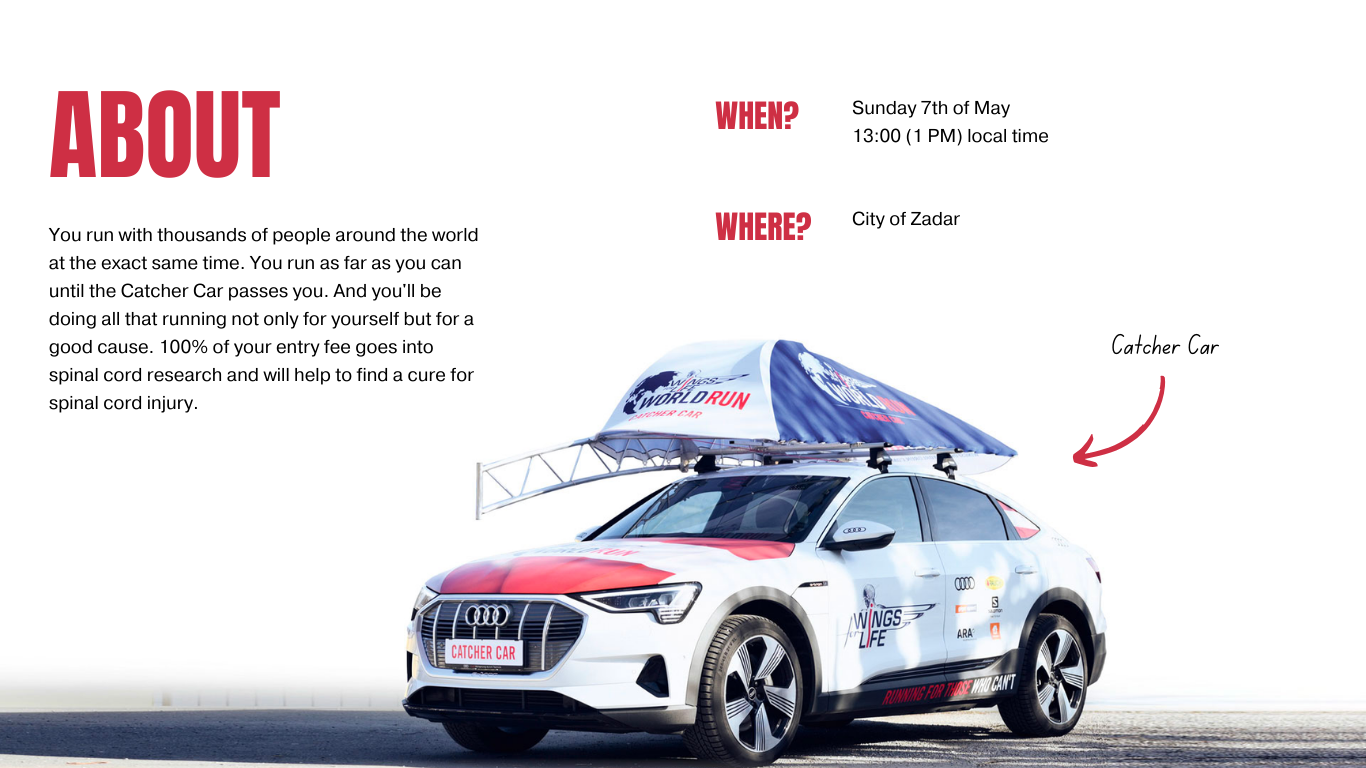 ABOUT
You run with thousands of people around the world
at the exact same time. You run as far as you can
until the Catcher Car passes you. And you'll be
doing all that running not only for yourself but for a
good cause. 100% of your entry fee goes into
spinal cord research and will help to find a cure for
spinal cord injury.
WHEN?
Sunday 7th of May
13:00 (1 PM) local time
WHERE?
City of Zadar
Catcher Car
WINGS
LIFE
WORLD RUN
CATCHER CAR
WORLD RUN
CATCHER CAR
WINGS
FOR
LIFE
ARA
RUNNING FOR THOSE WHO CAN'T